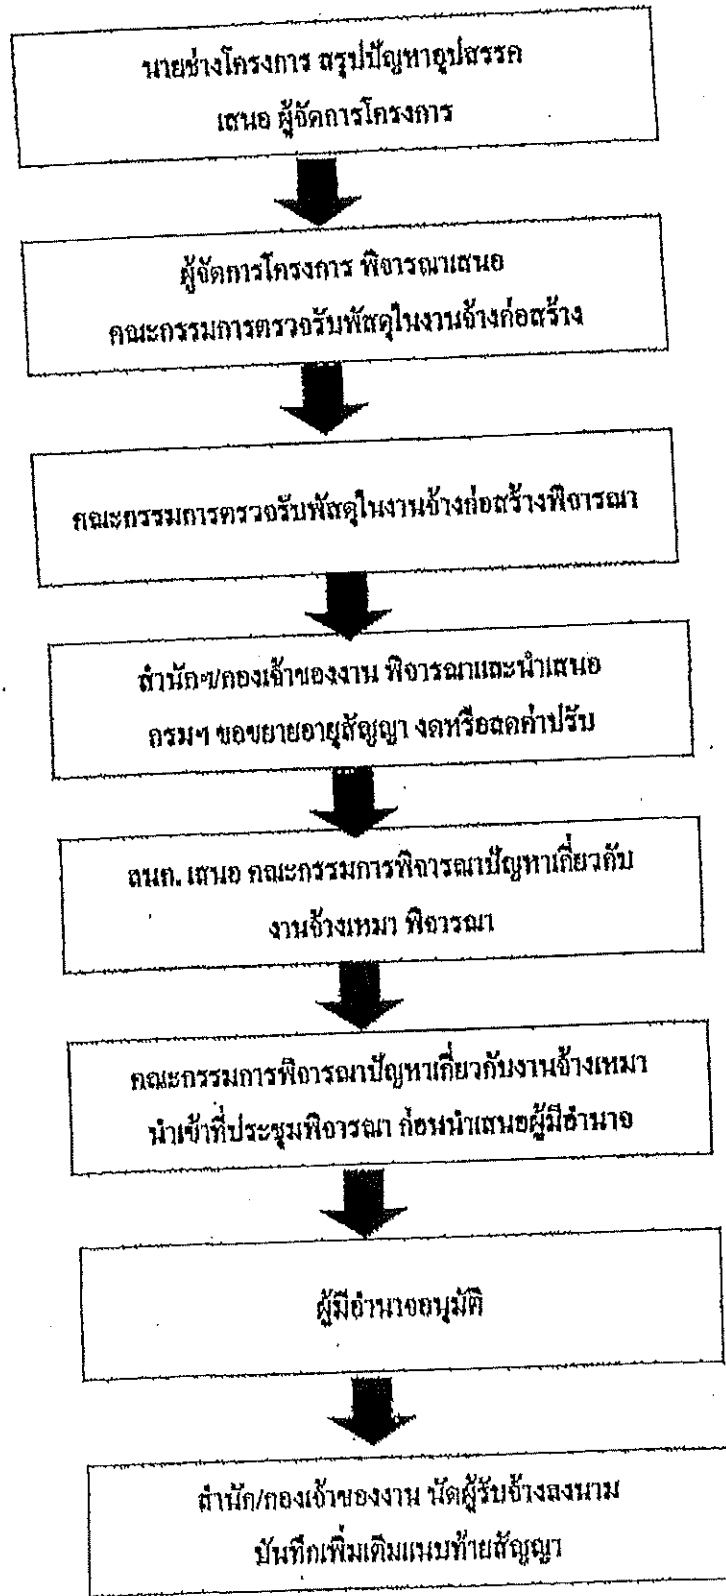 นายช่างโครงการ สรุปปัญหาอุปสรรค
เสนอ ผู้จัดการโครงการ
ผู้จัดการโครงการ พิจารณาเสนอ
คณะกรรมการตรวจรับพัสดุในงานจ้างก่อสร้าง
คณะกรรมการตรวจรับพัสดุในงานจ้างก่อสร้างพิจารณา
สำนักฯ/กองเจ้าของงาน พิจารณาและนำเสนอ
กรมฯ ขอขยายอายุสัญญา งดหรือลดค่าปรับ
ลนก. เสนอ คณะกรรมการพิจารณาปัญหาเกี่ยวกับ
งานจ้างเหมา พิจารณา
คณะกรรมการพิจารณาปัญหาเกี่ยวกับงานจ้างเหมา
นำเข้าที่ประชุมพิจารณา ก่อนนำเสนอผู้มีอำนาจ
ผู้มีอำนาจอนุมัติ
สำนัก/กองเจ้าของงาน นัดผู้รับจ้างลงนาม
บันทึกเพิ่มเติมแนบท้ายสัญญา